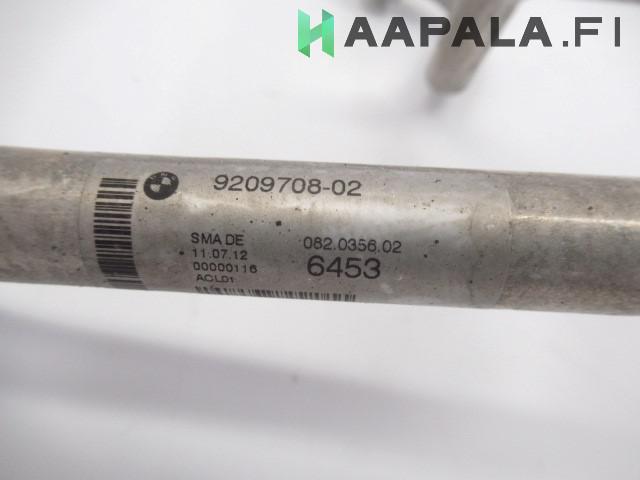 HAAPALA.FI
9209708-02
SMA DE 082.0356.02
11.07.12
00000116 6453
ACL01